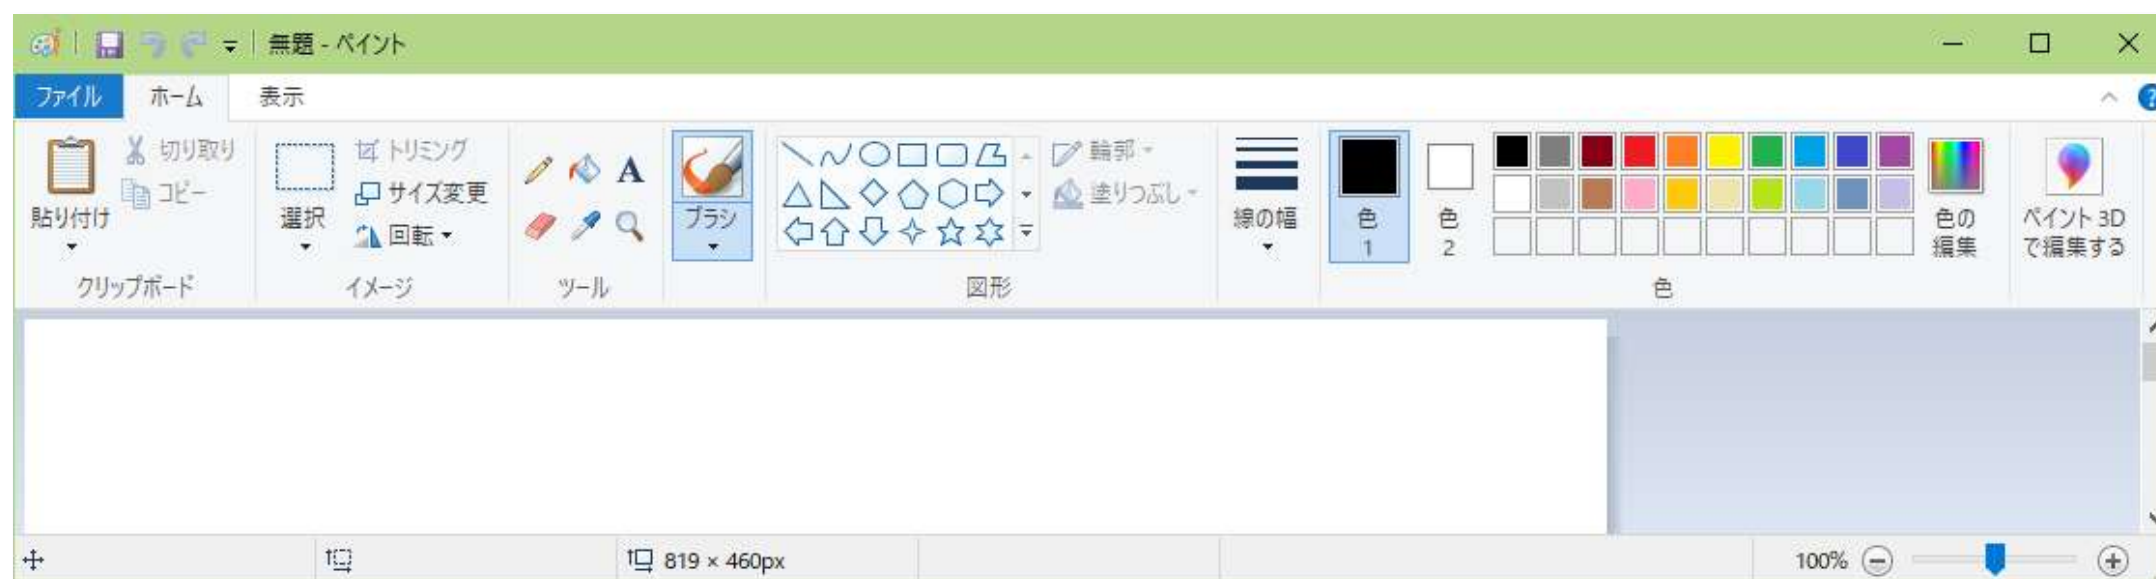 無題 - ペイント
ファイル ホーム 表示
貼り付け
切り取り
コピー
クリップボード
選択
トリミング
サイズ変更
回転
イメージ
A
ツール
ブラシ
輪郭
塗りつぶし
図形
線の幅
色
1
色
2
色の
編集
色
ペイント 3D
で編集する
819 × 460px
100%